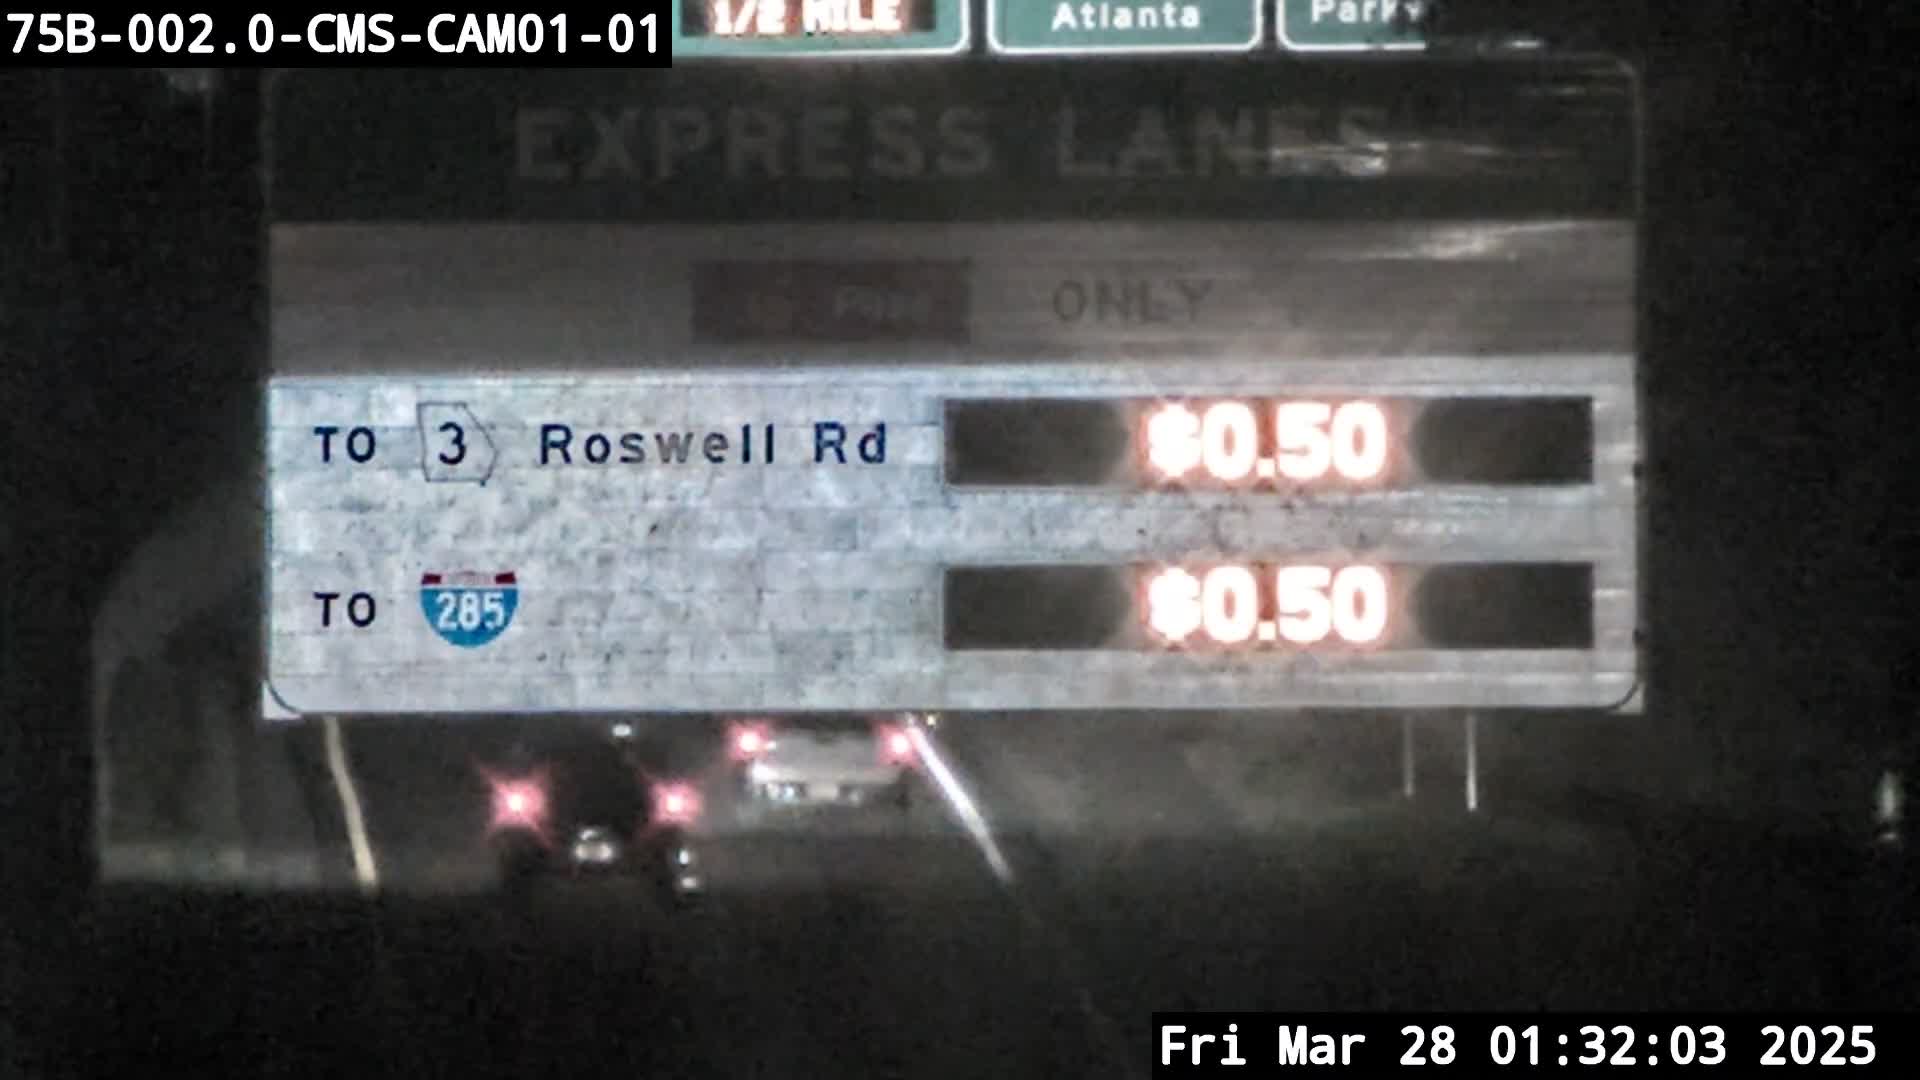 75B-002.0-CMS-CAM01-01
1/2 MILE
Atlanta
EXPRESS LANES
ONLY
TO 3 Roswell Rd $0.50
TO 285 $0.50
Fri Mar 28 01:32:03 2025